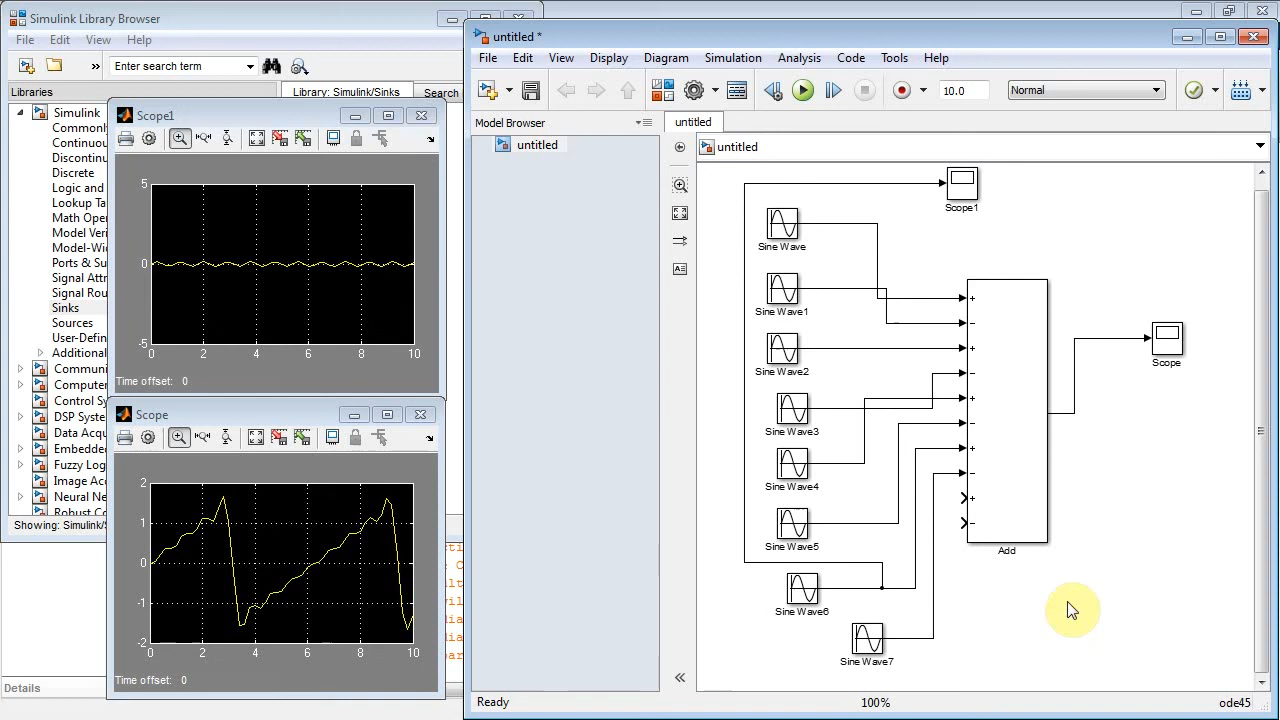 Simulink Library Browser
File Edit View Help
» Enter search term
Libraries Library: Simulink/Sinks Search
Simulink
Commonly
Continuou
Discontinu
Discrete
Logic and
Lookup Ta
Math Oper
Model Veri
Model-Wid
Ports & Su
Signal Attr
Signal Rou
Sinks
Sources
User-Defin
Additional
Communi
Computer
Control Sy
DSP Syste
Data Acqu
Embedde
Fuzzy Log
Image Acq
Neural Ne
Robust Co
Showing: Simulink/S
Details
Scope1
5
0
-5
0 2 4 6 8 10
Time offset: 0
Scope
2
1
0
-1
-2
0 2 4 6 8 10
Time offset: 0
untitled *
File Edit View Display Diagram Simulation Analysis Code Tools Help
10.0 Normal
Model Browser untitled
untitled
untitled
Scope1
Sine Wave
Sine Wave1
Sine Wave2
Sine Wave3
Sine Wave4
Sine Wave5
Sine Wave6
Sine Wave7
+
−
+
−
+
−
+
−
+
−
Add
Scope
«
Ready 100% ode45